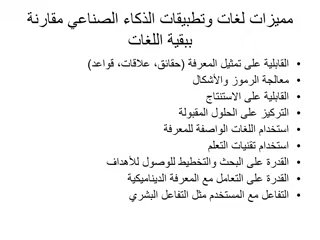 مميزات لغات وتطبيقات الذكاء الصناعي مقارنة
ببقية اللغات
• القابلية على تمثيل المعرفة (حقائق، علاقات، قواعد)
• معالجة الرموز والأشكال
• القابلية على الاستنتاج
• التركيز على الحلول المقبولة
• استخدام اللغات الواصفة للمعرفة
• استخدام تقنيات التعلم
• القدرة على البحث والتخطيط للوصول للأهداف
• القدرة على التعامل مع المعرفة الديناميكية
• التفاعل مع المستخدم مثل التفاعل البشري